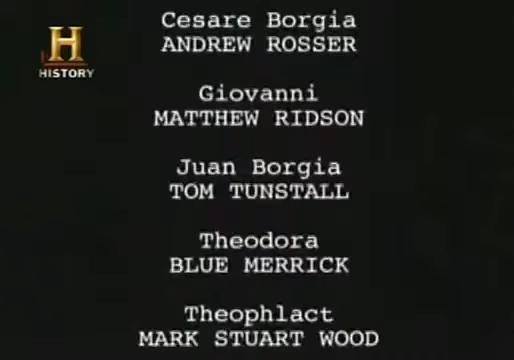 H
HISTORY
Cesare Borgia
ANDREW ROSSER
Giovanni
MATTHEW RIDSON
Juan Borgia
TOM TUNSTALL
Theodora
BLUE MERRICK
Theophlact
MARK STUART WOOD